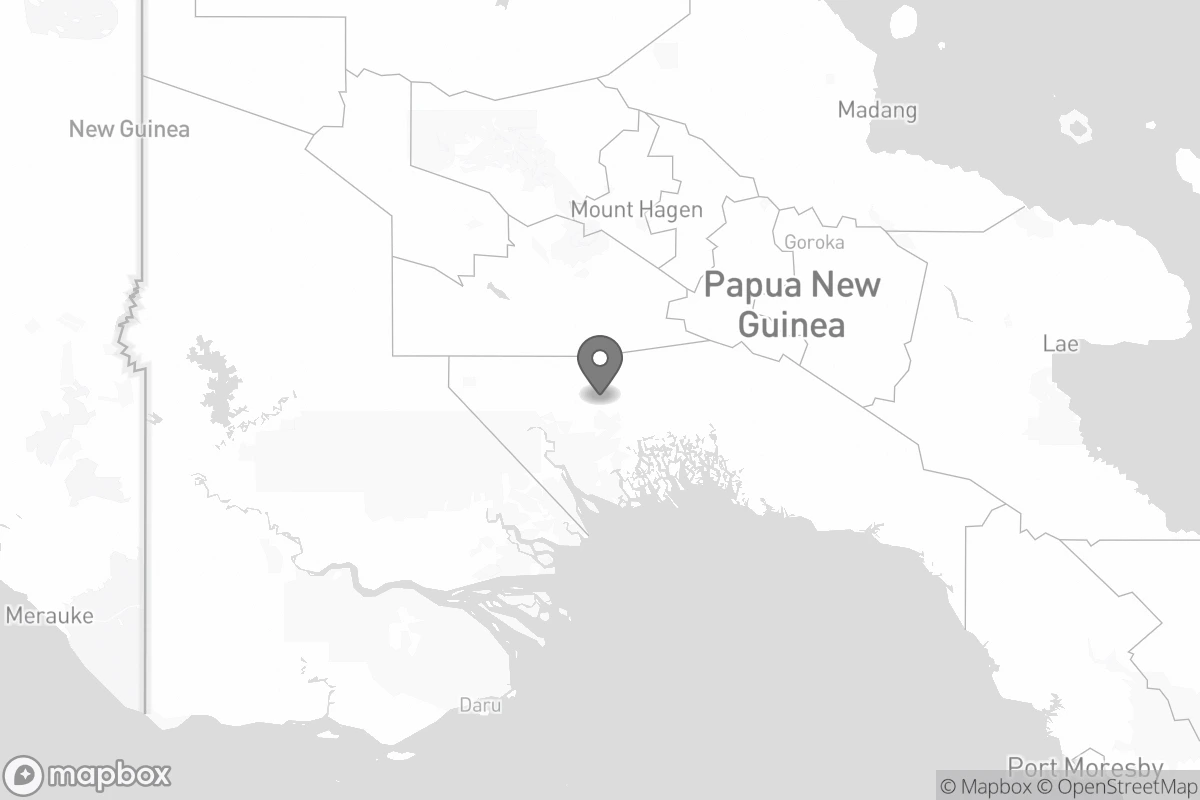 Madang
New Guinea
Mount Hagen
Goroka
Papua New
Guinea
Lae
Merauke
Daru
Port Moresby
mapbox
© Mapbox © OpenStreetMap